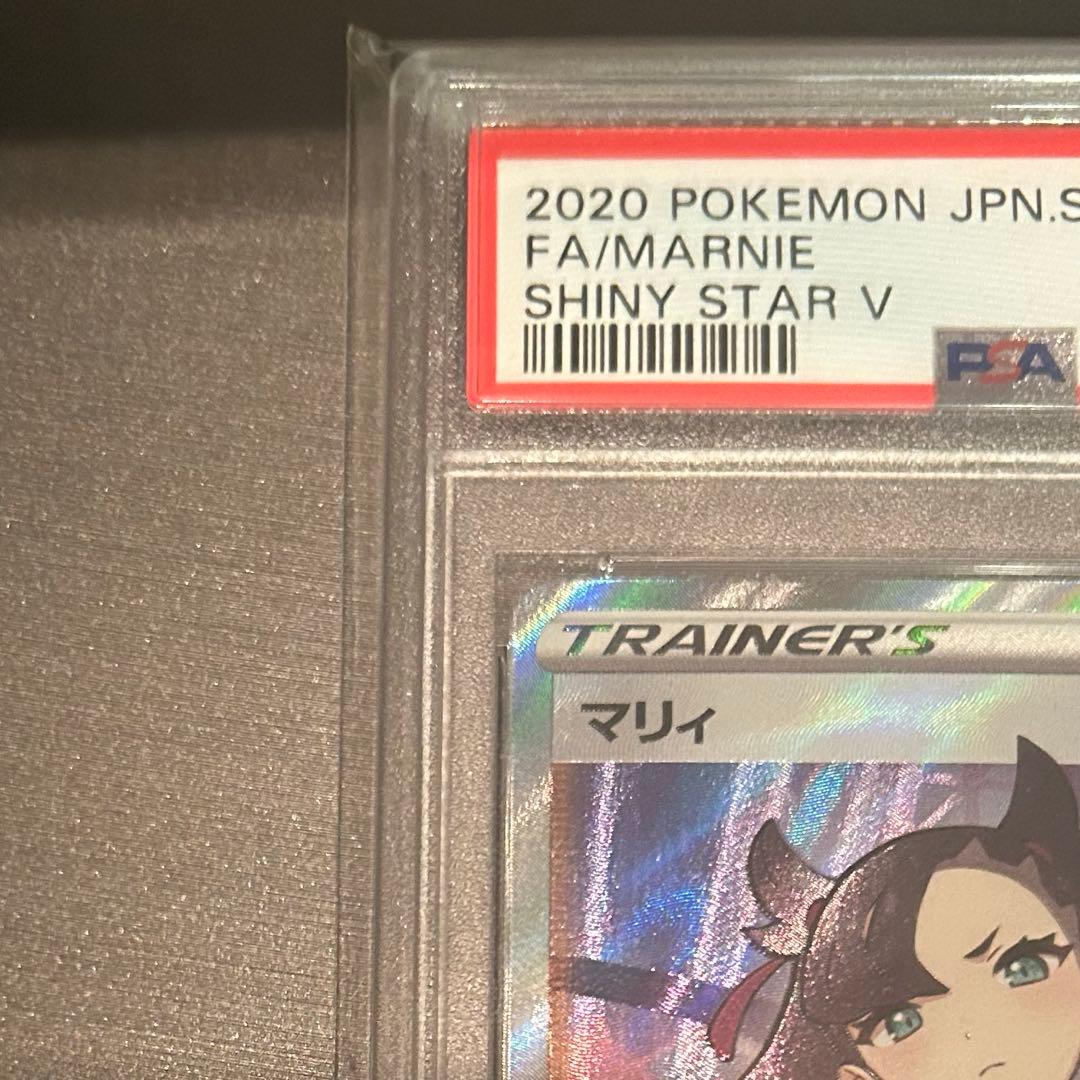 2020 POKEMON JPN.S
FA/MARNIE
SHINY STAR V
PSA
TRAINER'S
マリィ